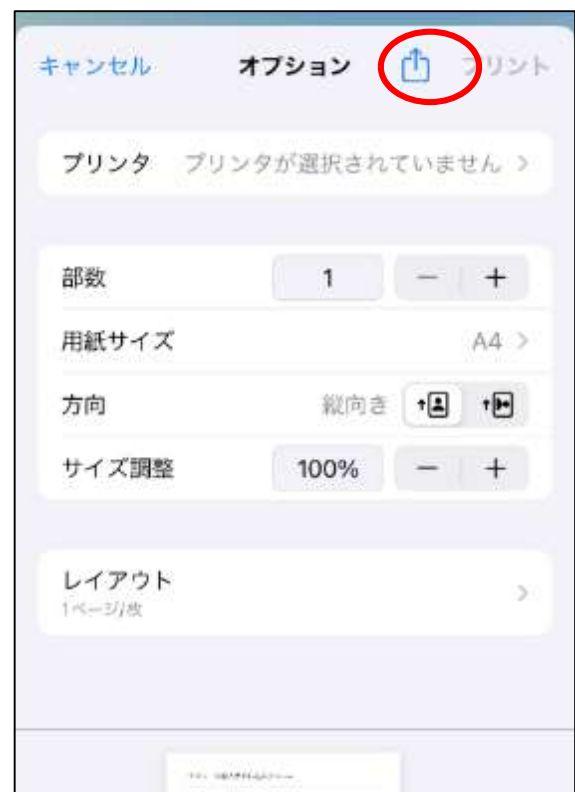 キャンセル オプション プリント
プリンタ プリンタが選択されていません >
部数 1 − +
用紙サイズ A4 >
方向 縦向き
サイズ調整 100% − +
レイアウト >
1ページ/枚